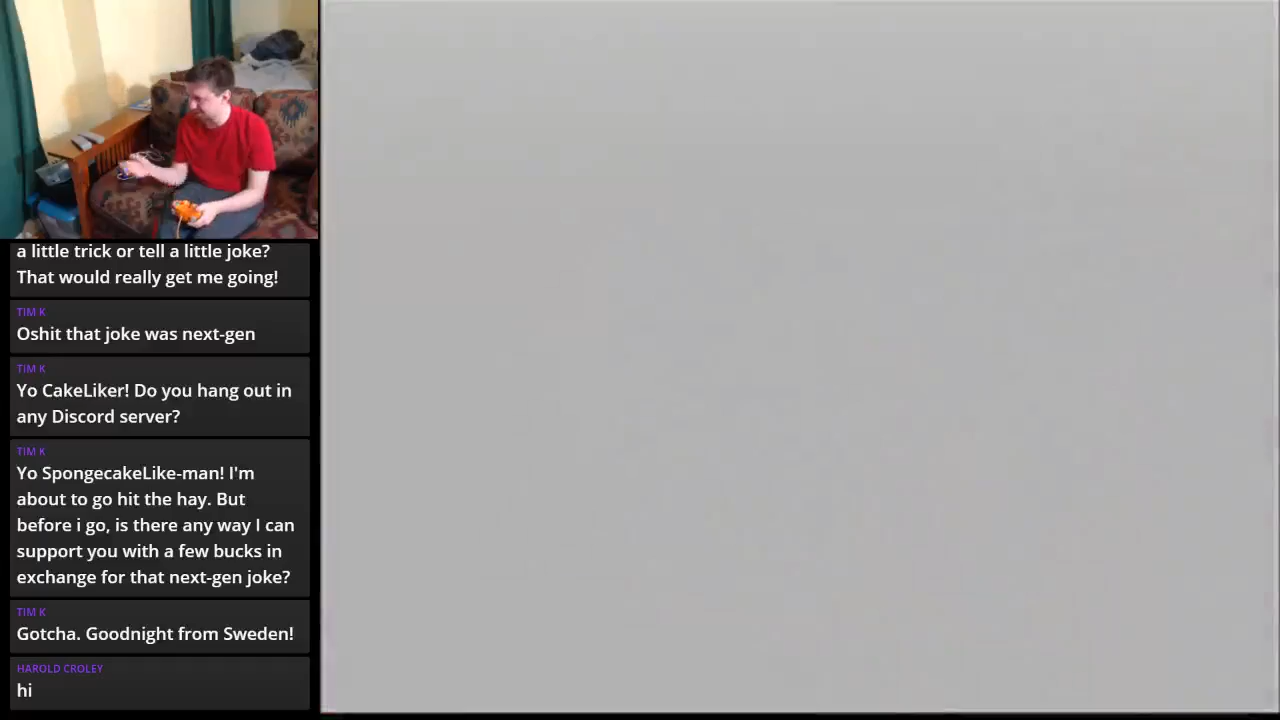 a little trick or tell a little joke?
That would really get me going!
TIM K
Oshit that joke was next-gen
TIM K
Yo CakeLiker! Do you hang out in
any Discord server?
TIM K
Yo SpongecakeLike-man! I'm
about to go hit the hay. But
before i go, is there any way I can
support you with a few bucks in
exchange for that next-gen joke?
TIM K
Gotcha. Goodnight from Sweden!
HAROLD CROLEY
hi